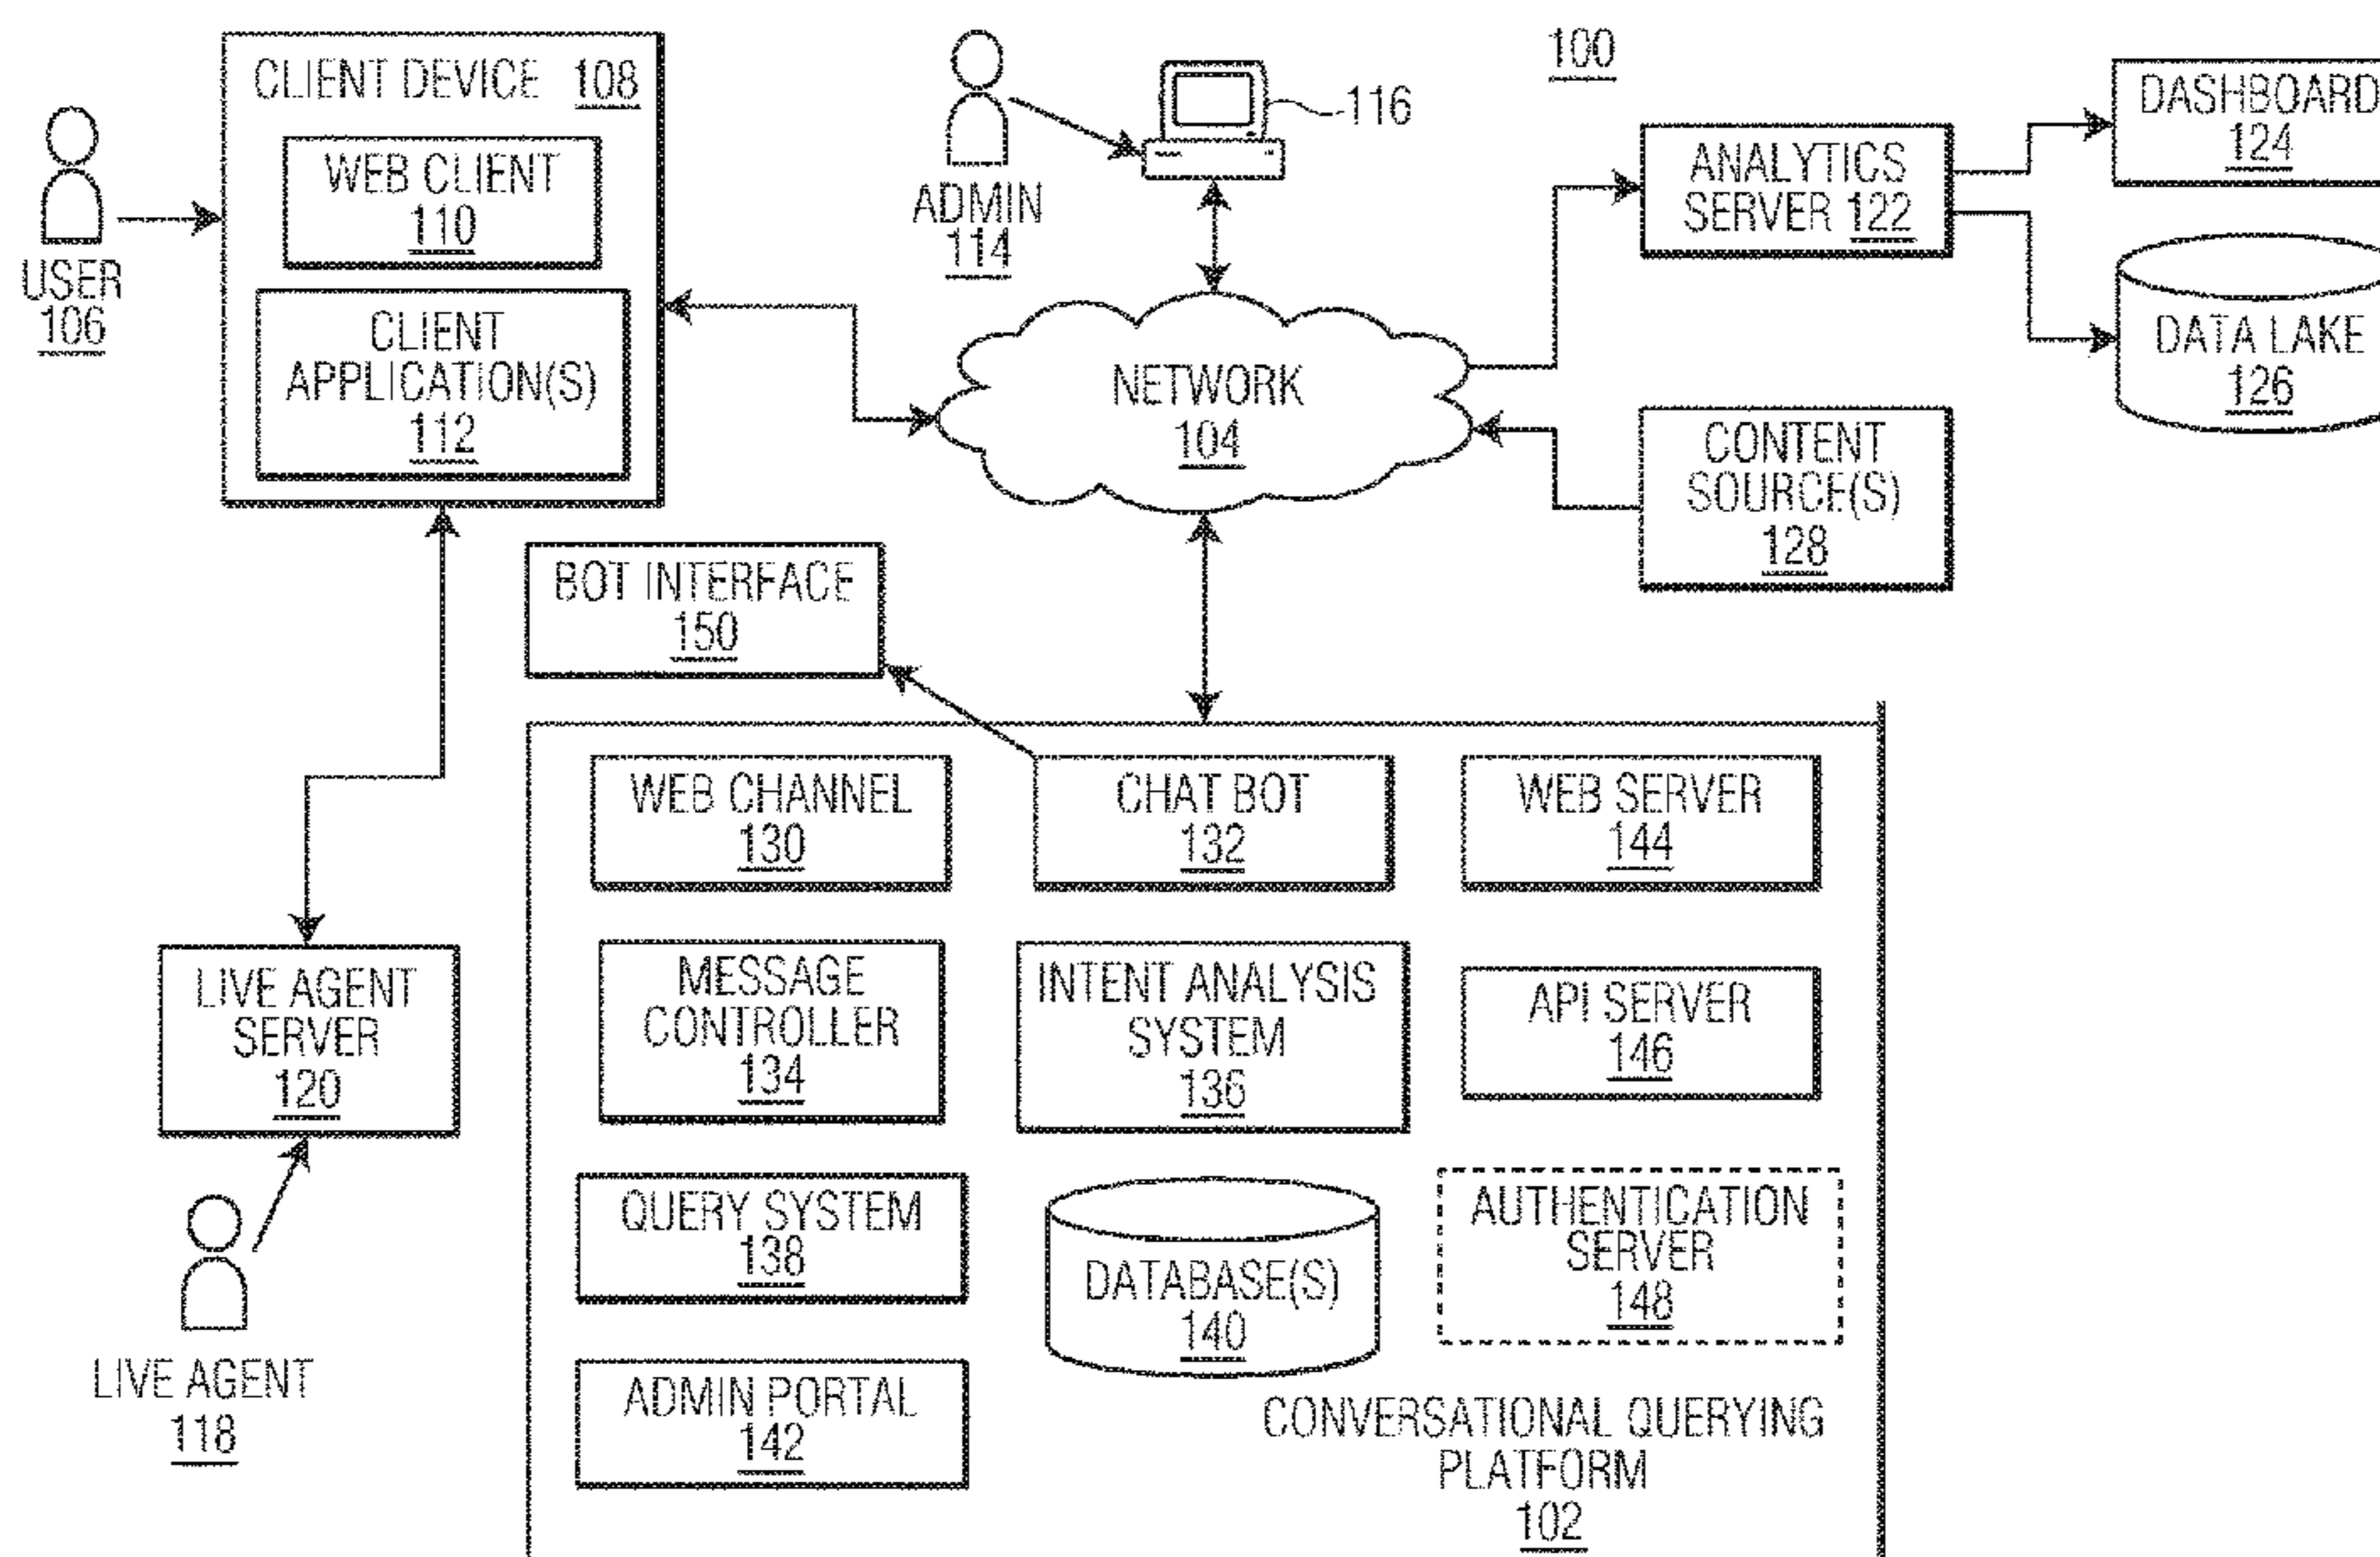 100
CLIENT DEVICE 108
WEB CLIENT
110
CLIENT
APPLICATION(S)
112
USER
106
ADMIN
114
116
ANALYTICS
SERVER 122
DASHBOARD
124
DATA LAKE
126
NETWORK
104
CONTENT
SOURCE(S)
128
BOT INTERFACE
150
WEB CHANNEL
130
CHAT BOT
132
WEB SERVER
144
LIVE AGENT
SERVER
120
MESSAGE
CONTROLLER
134
INTENT ANALYSIS
SYSTEM
136
API SERVER
146
LIVE AGENT
118
QUERY SYSTEM
138
DATABASE(S)
140
AUTHENTICATION
SERVER
148
ADMIN PORTAL
142
CONVERSATIONAL QUERYING
PLATFORM
102